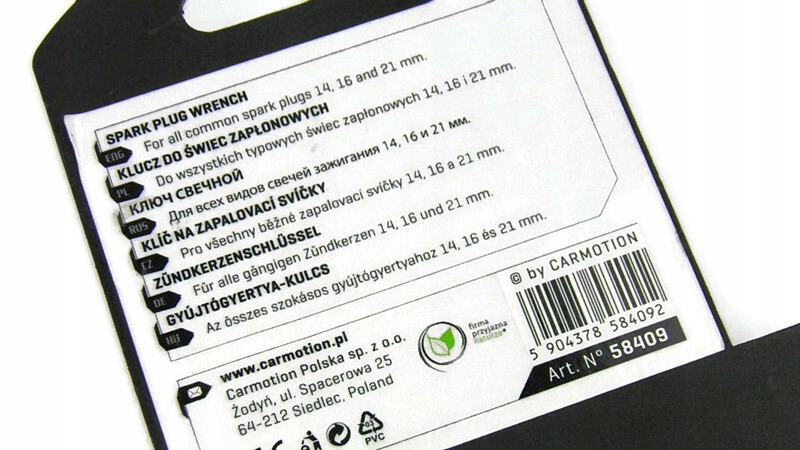 SPARK PLUG WRENCH
ENG For all common spark plugs 14, 16 and 21 mm.
KLUCZ DO ŚWIEC ZAPŁONOWYCH
PL Do wszystkich typowych świec zapłonowych 14, 16 i 21 mm.
КЛЮЧ СВЕЧНОЙ
RUS Для всех видов свечей зажигания 14, 16 и 21 мм.
KLÍČ NA ZAPALOVACÍ SVÍČKY
CZ Pro všechny běžné zapalovací svíčky 14, 16 a 21 mm.
ZÜNDKERZENSCHLÜSSEL
DE Für alle gängigen Zündkerzen 14, 16 und 21 mm.
GYÚJTÓGYERTYA-KULCS
HU Az összes szokásos gyújtógyertyahoz 14, 16 és 21 mm.
www.carmotion.pl
Carmotion Polska sp. z o.o.
Żodyń, ul. Spacerowa 25
64-212 Siedlec, Poland
firma
przyjazna
naturze
© by CARMOTION
5 904378 584092
Art. N° 58409
03
PVC